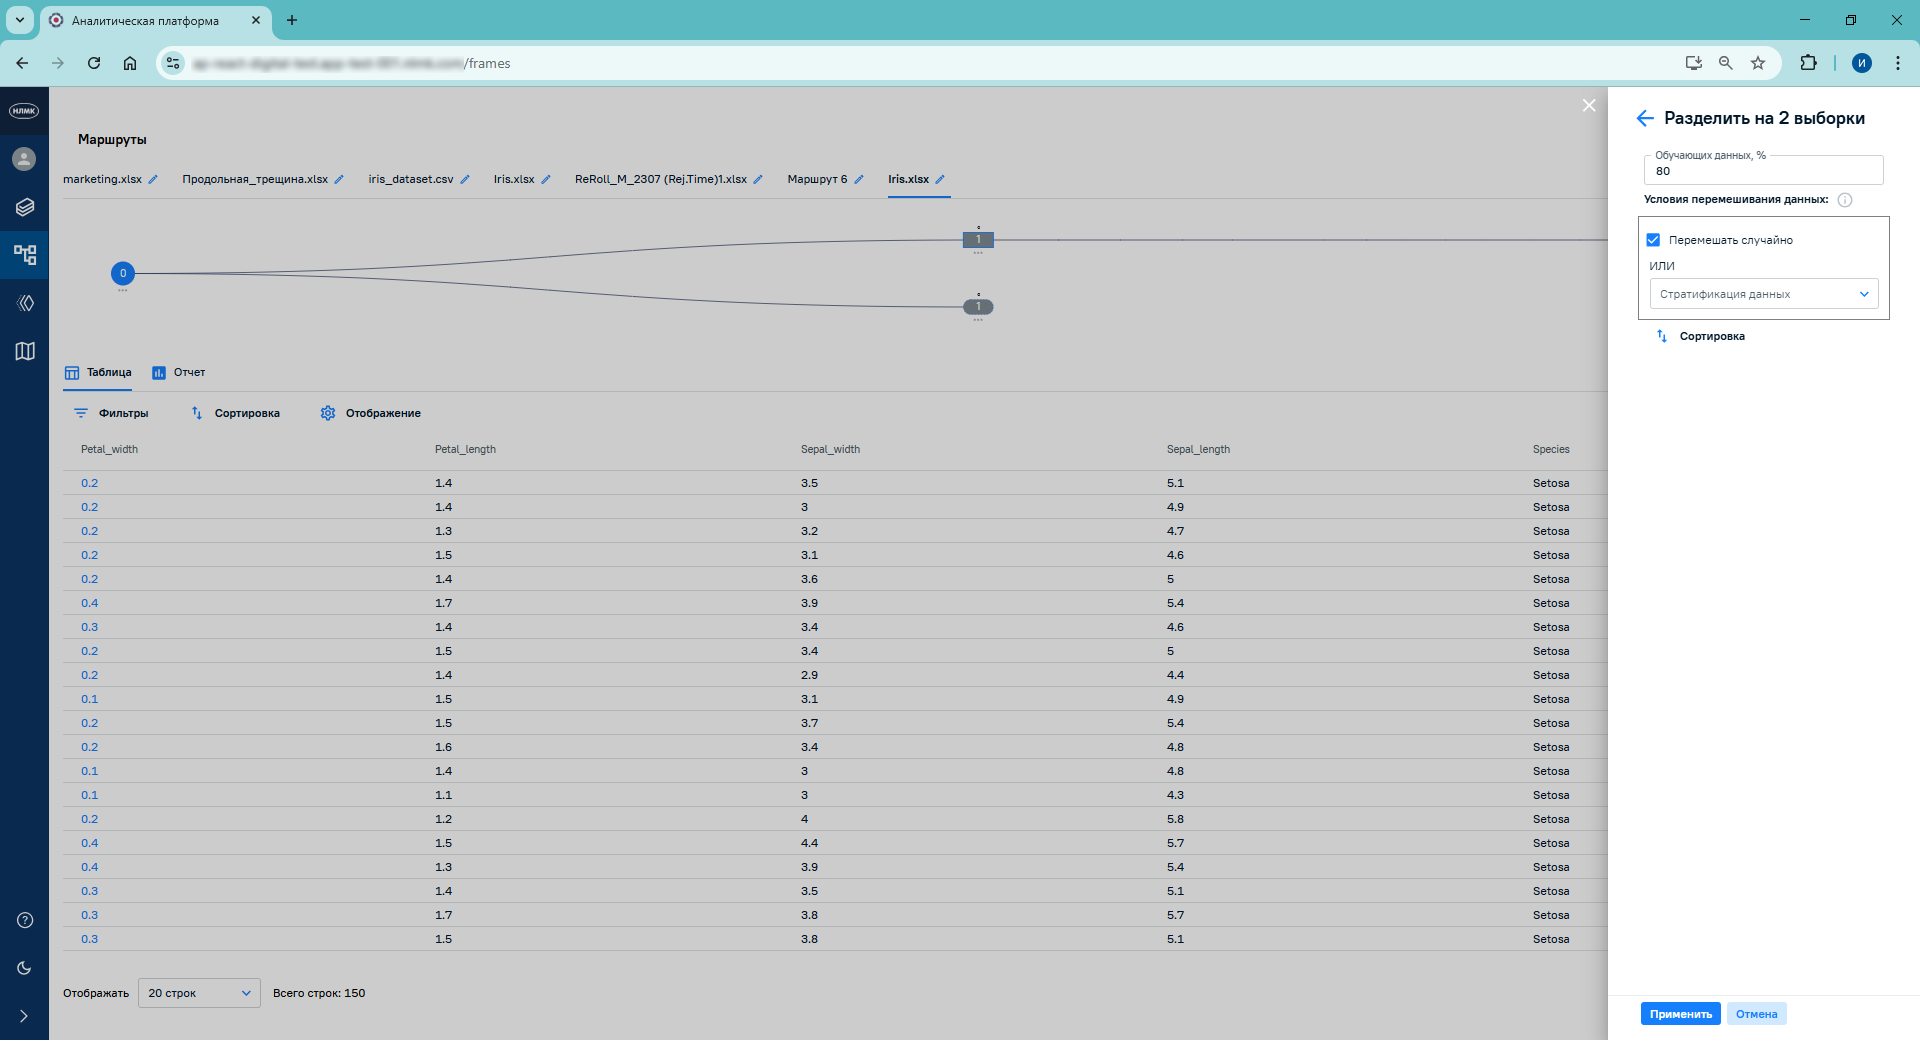 Аналитическая платформа
/frames
И
НЛМК
Маршруты
marketing.xlsx Продольная_трещина.xlsx iris_dataset.csv Iris.xlsx ReRoll_M_2307 (Rej.Time)1.xlsx Маршрут 6 Iris.xlsx
0
1
1
Таблица Отчет
Фильтры Сортировка Отображение
Petal_width Petal_length Sepal_width Sepal_length Species
0.2 1.4 3.5 5.1 Setosa
0.2 1.4 3 4.9 Setosa
0.2 1.3 3.2 4.7 Setosa
0.2 1.5 3.1 4.6 Setosa
0.2 1.4 3.6 5 Setosa
0.4 1.7 3.9 5.4 Setosa
0.3 1.4 3.4 4.6 Setosa
0.2 1.5 3.4 5 Setosa
0.2 1.4 2.9 4.4 Setosa
0.1 1.5 3.1 4.9 Setosa
0.2 1.5 3.7 5.4 Setosa
0.2 1.6 3.4 4.8 Setosa
0.1 1.4 3 4.8 Setosa
0.1 1.1 3 4.3 Setosa
0.2 1.2 4 5.8 Setosa
0.4 1.5 4.4 5.7 Setosa
0.4 1.3 3.9 5.4 Setosa
0.3 1.4 3.5 5.1 Setosa
0.3 1.7 3.8 5.7 Setosa
0.3 1.5 3.8 5.1 Setosa
Отображать 20 строк Всего строк: 150
Разделить на 2 выборки
Обучающих данных, %
80
Условия перемешивания данных:
Перемешать случайно
ИЛИ
Стратификация данных
Сортировка
Применить Отмена